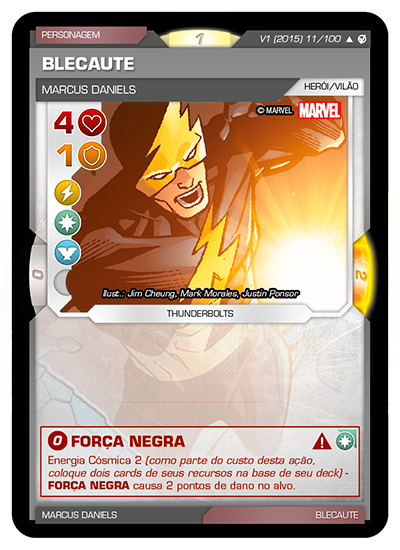 PERSONAGEM
1
V1 (2015) 11/100
BLECAUTE
MARCUS DANIELS
HERÓI/VILÃO
© MARVEL MARVEL
4
1
0
2
Ilust.: Jim Cheung, Mark Morales, Justin Ponsor
THUNDERBOLTS
0 FORÇA NEGRA
Energia Cósmica 2 (como parte do custo desta ação,
coloque dois cards de seus recursos na base de seu deck) -
FORÇA NEGRA causa 2 pontos de dano no alvo.
MARCUS DANIELS
BLECAUTE